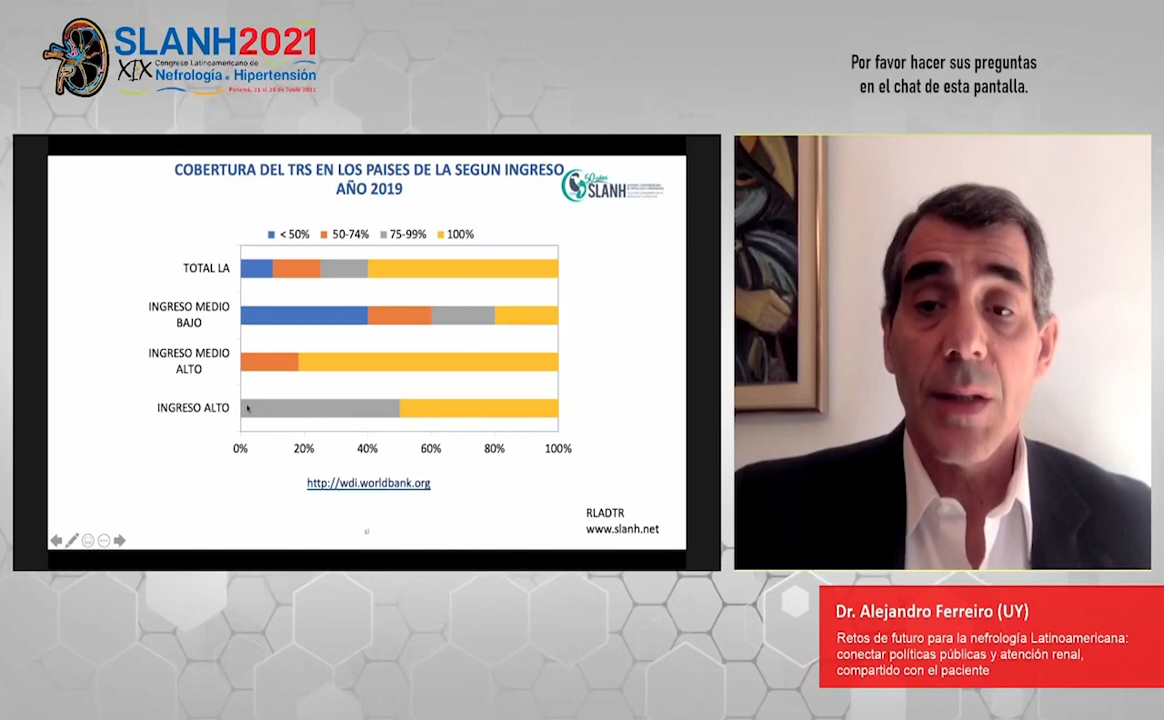 SLANH2021
XIX Congreso Latinoamericano de
Nefrología e Hipertensión
Por favor hacer sus preguntas
en el chat de esta pantalla.
COBERTURA DEL TRS EN LOS PAISES DE LA SEGUN INGRESO
AÑO 2019
50 años
SLANH
< 50% 50-74% 75-99% 100%
TOTAL LA
INGRESO MEDIO
BAJO
INGRESO MEDIO
ALTO
INGRESO ALTO
0% 20% 40% 60% 80% 100%
http://wdi.worldbank.org
RLADTR
www.slanh.net
Dr. Alejandro Ferreiro (UY)
Retos de futuro para la nefrología Latinoamericana:
conectar políticas públicas y atención renal,
compartido con el paciente